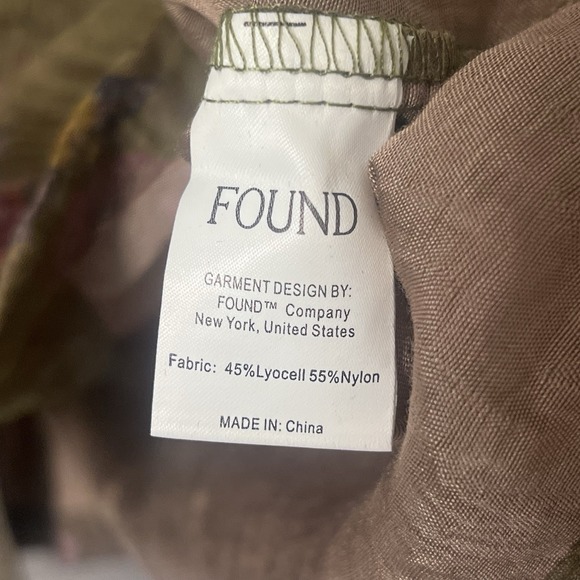 FOUND
GARMENT DESIGN BY:
FOUND™ Company
New York, United States
Fabric: 45%Lyocell 55%Nylon
MADE IN: China